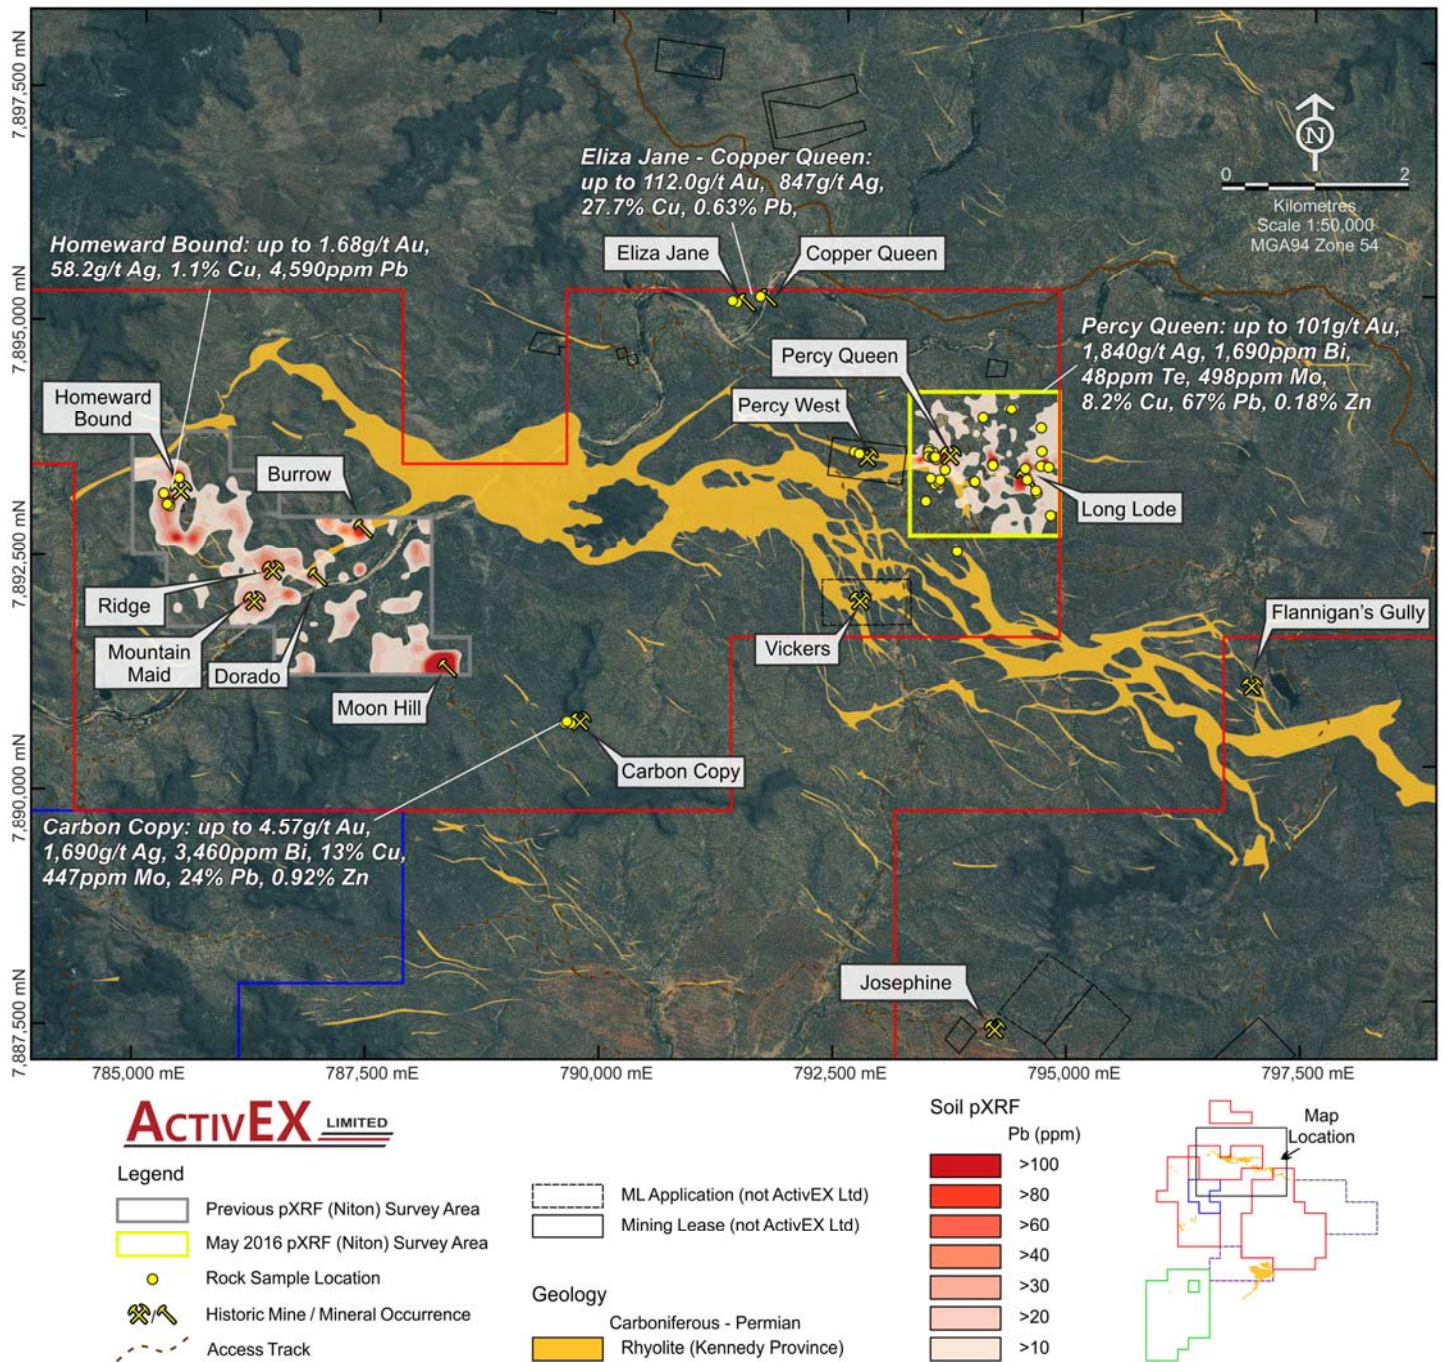 7,897,500 mN
7,895,000 mN
7,892,500 mN
7,890,000 mN
7,887,500 mN
N
0
2
Kilometres
Scale 1:50,000
MGA94 Zone 54
Eliza Jane - Copper Queen:
up to 112.0g/t Au, 847g/t Ag,
27.7% Cu, 0.63% Pb,
Homeward Bound: up to 1.68g/t Au,
58.2g/t Ag, 1.1% Cu, 4,590ppm Pb
Eliza Jane
Copper Queen
Percy Queen: up to 101g/t Au,
1,840g/t Ag, 1,690ppm Bi,
48ppm Te, 498ppm Mo,
8.2% Cu, 67% Pb, 0.18% Zn
Percy Queen
Homeward
Bound
Percy West
Burrow
Long Lode
Ridge
Flannigan's Gully
Mountain
Maid
Dorado
Vickers
Moon Hill
Carbon Copy
Carbon Copy: up to 4.57g/t Au,
1,690g/t Ag, 3,460ppm Bi, 13% Cu,
447ppm Mo, 24% Pb, 0.92% Zn
Josephine
785,000 mE
787,500 mE
790,000 mE
792,500 mE
795,000 mE
797,500 mE
ACTIVEX LIMITED
Legend
Previous pXRF (Niton) Survey Area
May 2016 pXRF (Niton) Survey Area
Rock Sample Location
/
Historic Mine / Mineral Occurrence
Access Track
ML Application (not ActivEX Ltd)
Mining Lease (not ActivEX Ltd)
Geology
Carboniferous - Permian
Rhyolite (Kennedy Province)
Soil pXRF
Pb (ppm)
>100
>80
>60
>40
>30
>20
>10
Map
Location